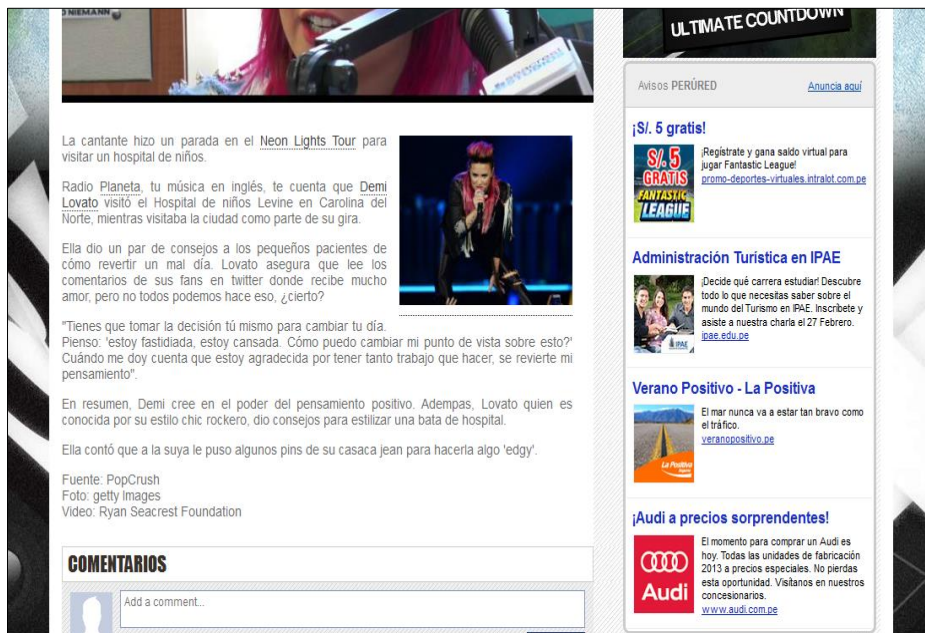 D NIEMANN
La cantante hizo un parada en el Neon Lights Tour para
visitar un hospital de niños.
Radio Planeta, tu música en inglés, te cuenta que Demi
Lovato visitó el Hospital de niños Levine en Carolina del
Norte, mientras visitaba la ciudad como parte de su gira.
Ella dio un par de consejos a los pequeños pacientes de
cómo revertir un mal día. Lovato asegura que lee los
comentarios de sus fans en twitter donde recibe mucho
amor, pero no todos podemos hace eso, ¿cierto?
"Tienes que tomar la decisión tú mismo para cambiar tu día.
Pienso: 'estoy fastidiada, estoy cansada. Cómo puedo cambiar mi punto de vista sobre esto?'
Cuándo me doy cuenta que estoy agradecida por tener tanto trabajo que hacer, se revierte mi
pensamiento".
En resumen, Demi cree en el poder del pensamiento positivo. Adempas, Lovato quien es
conocida por su estilo chic rockero, dio consejos para estilizar una bata de hospital.
Ella contó que a la suya le puso algunos pins de su casaca jean para hacerla algo 'edgy'.
Fuente: PopCrush
Foto: getty Images
Video: Ryan Seacrest Foundation
COMENTARIOS
Add a comment...
ULTIMATE COUNTDOWN
Avisos PERÚRED
Anuncia aquí
¡S/. 5 gratis!
S/. 5
GRATIS
FANTASTIC
LEAGUE
¡Regístrate y gana saldo virtual para
jugar Fantastic League!
promo-deportes-virtuales.intralot.com.pe
Administración Turística en IPAE
IPAE
¡Decide qué carrera estudiar! Descubre
todo lo que necesitas saber sobre el
mundo del Turismo en IPAE. Inscríbete y
asiste a nuestra charla el 27 Febrero.
ipae.edu.pe
Verano Positivo - La Positiva
La Positiva
El mar nunca va a estar tan bravo como
el tráfico.
veranopositivo.pe
¡Audi a precios sorprendentes!
Audi
El momento para comprar un Audi es
hoy. Todas las unidades de fabricación
2013 a precios especiales. No pierdas
esta oportunidad. Visítanos en nuestros
concesionarios.
www.audi.com.pe